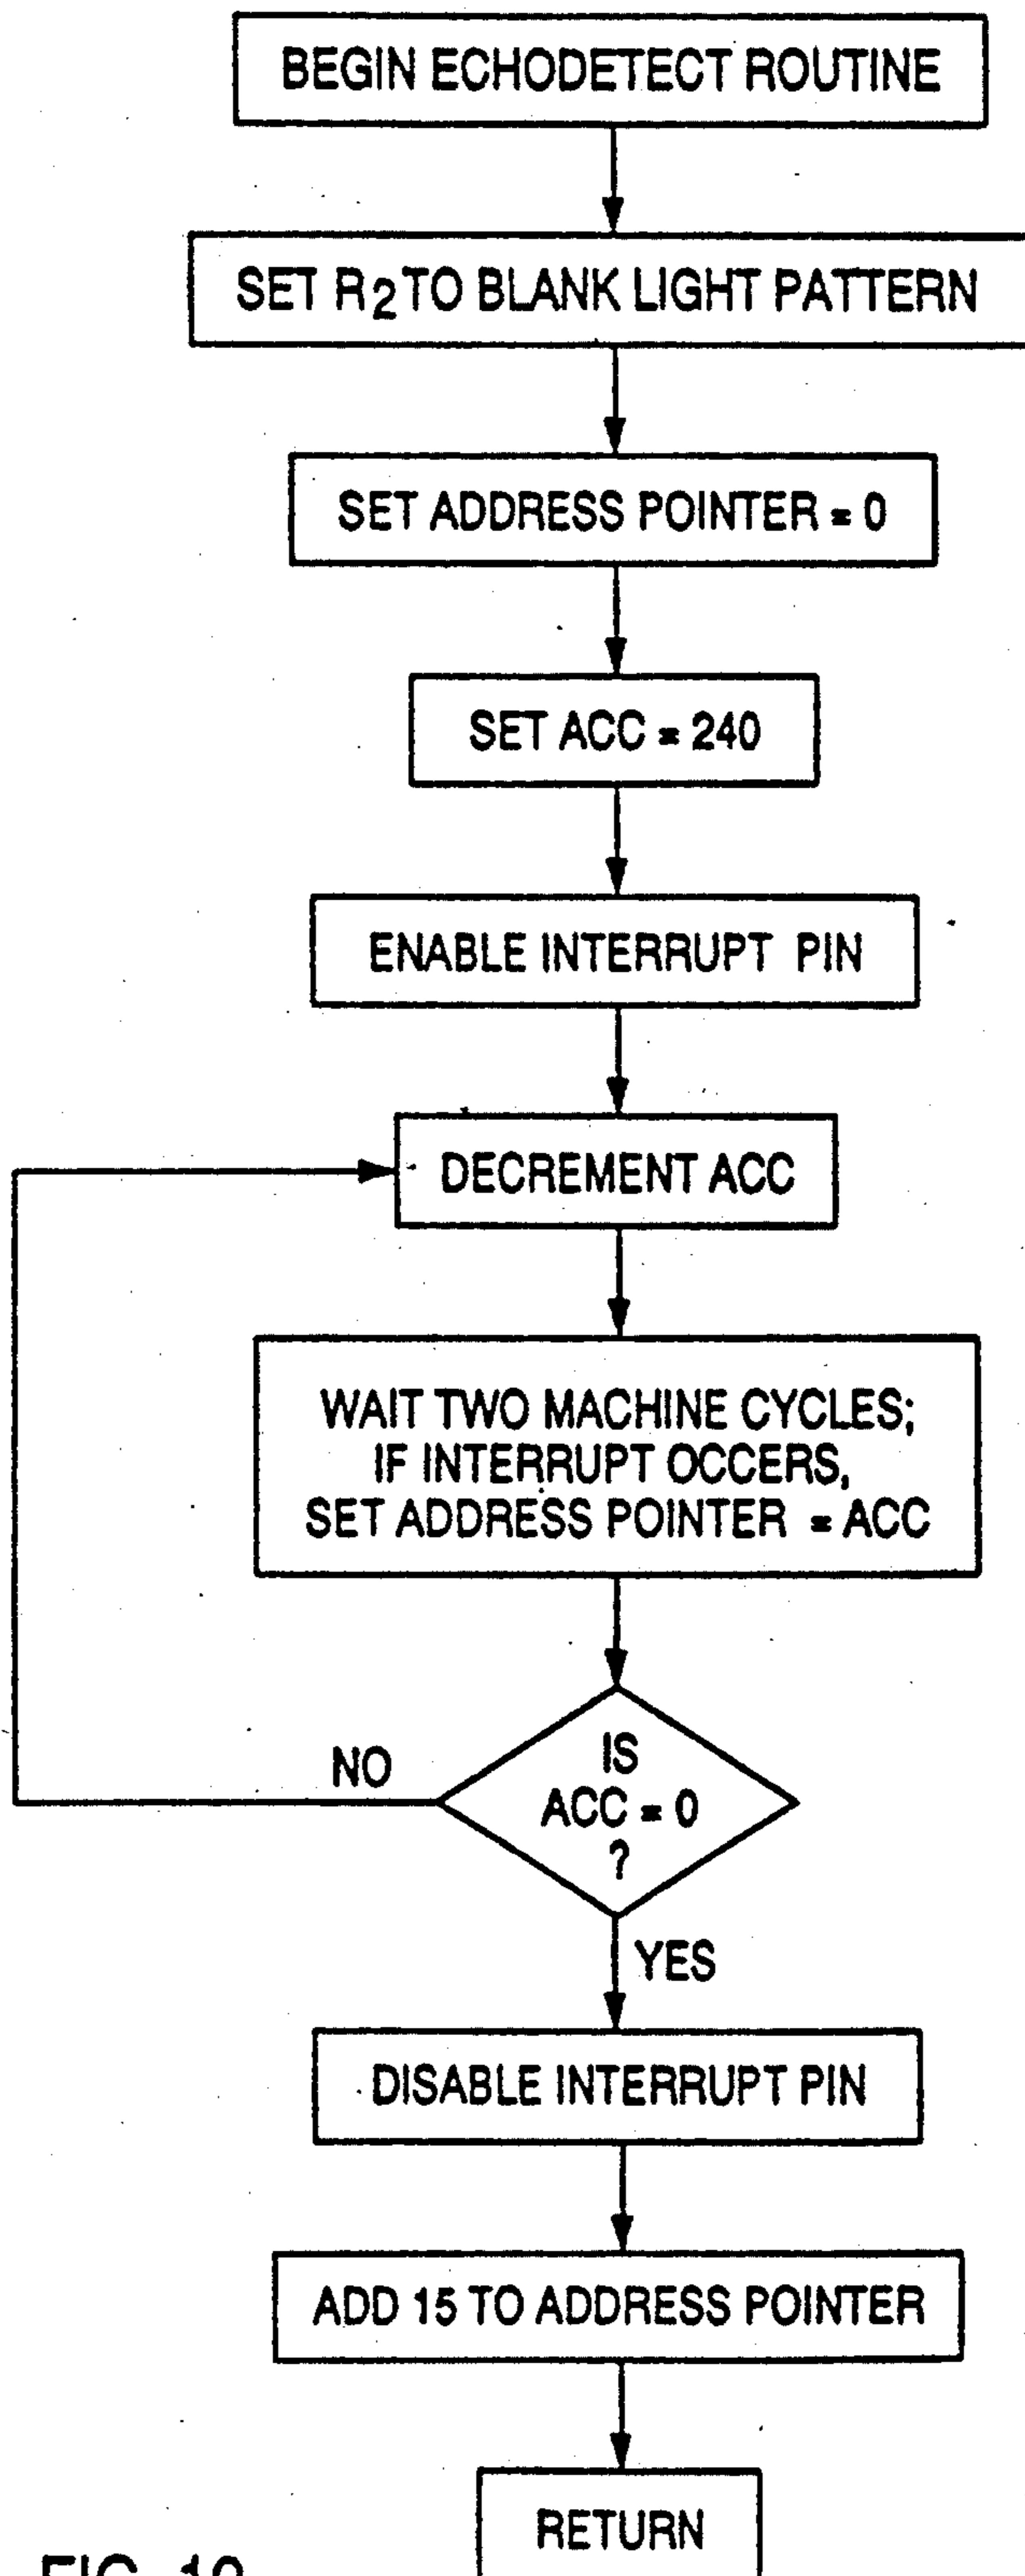 BEGIN ECHODETECT ROUTINE
SET R2 TO BLANK LIGHT PATTERN
SET ADDRESS POINTER = 0
SET ACC = 240
ENABLE INTERRUPT PIN
DECREMENT ACC
WAIT TWO MACHINE CYCLES;
IF INTERRUPT OCCERS,
SET ADDRESS POINTER = ACC
IS
ACC = 0
?
NO
YES
DISABLE INTERRUPT PIN
ADD 15 TO ADDRESS POINTER
RETURN
FIG.